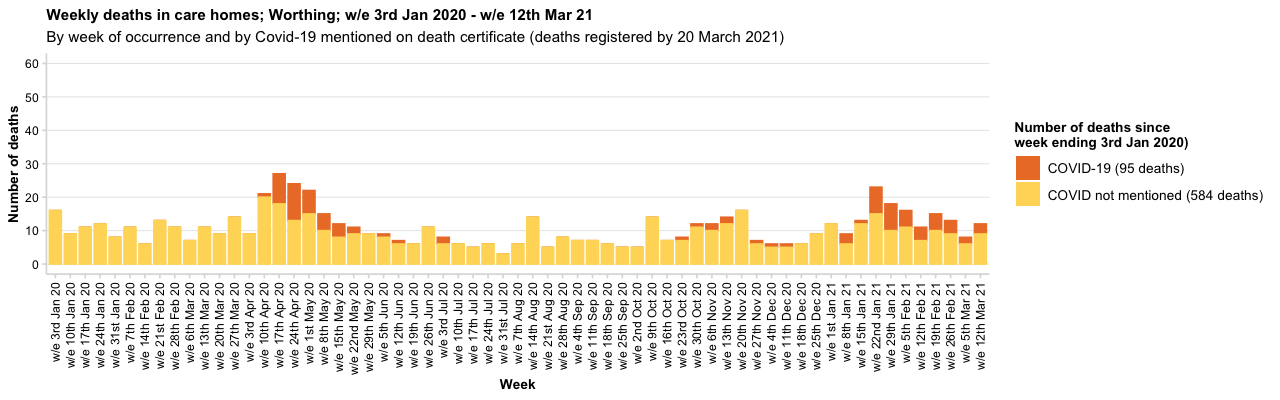 Weekly deaths in care homes; Worthing; w/e 3rd Jan 2020 - w/e 12th Mar 21
By week of occurrence and by Covid-19 mentioned on death certificate (deaths registered by 20 March 2021)
Number of deaths
60
50
40
30
20
10
0
w/e 3rd Jan 20
w/e 10th Jan 20
w/e 17th Jan 20
w/e 24th Jan 20
w/e 31st Jan 20
w/e 7th Feb 20
w/e 14th Feb 20
w/e 21st Feb 20
w/e 28th Feb 20
w/e 6th Mar 20
w/e 13th Mar 20
w/e 20th Mar 20
w/e 27th Mar 20
w/e 3rd Apr 20
w/e 10th Apr 20
w/e 17th Apr 20
w/e 24th Apr 20
w/e 1st May 20
w/e 8th May 20
w/e 15th May 20
w/e 22nd May 20
w/e 29th May 20
w/e 5th Jun 20
w/e 12th Jun 20
w/e 19th Jun 20
w/e 26th Jun 20
w/e 3rd Jul 20
w/e 10th Jul 20
w/e 17th Jul 20
w/e 24th Jul 20
w/e 31st Jul 20
w/e 7th Aug 20
w/e 14th Aug 20
w/e 21st Aug 20
w/e 28th Aug 20
w/e 4th Sep 20
w/e 11th Sep 20
w/e 18th Sep 20
w/e 25th Sep 20
w/e 2nd Oct 20
w/e 9th Oct 20
w/e 16th Oct 20
w/e 23rd Oct 20
w/e 30th Oct 20
w/e 6th Nov 20
w/e 13th Nov 20
w/e 20th Nov 20
w/e 27th Nov 20
w/e 4th Dec 20
w/e 11th Dec 20
w/e 18th Dec 20
w/e 25th Dec 20
w/e 1st Jan 21
w/e 8th Jan 21
w/e 15th Jan 21
w/e 22nd Jan 21
w/e 29th Jan 21
w/e 5th Feb 21
w/e 12th Feb 21
w/e 19th Feb 21
w/e 26th Feb 21
w/e 5th Mar 21
w/e 12th Mar 21
Week
Number of deaths since
week ending 3rd Jan 2020)
COVID-19 (95 deaths)
COVID not mentioned (584 deaths)